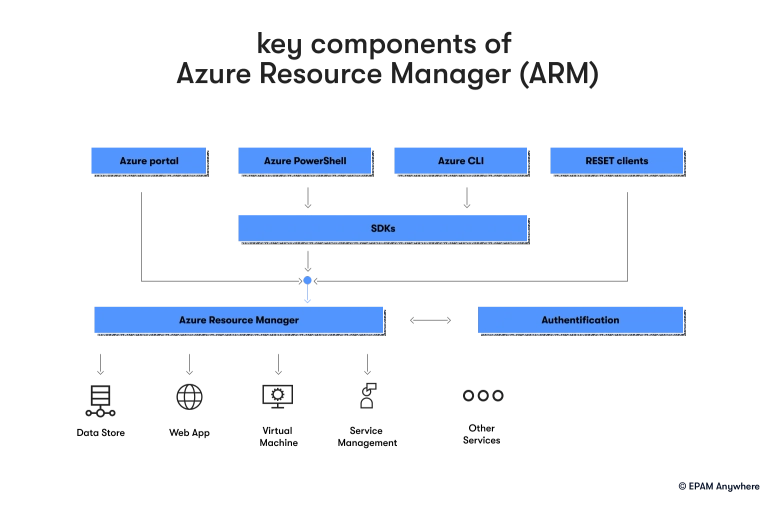 key components of
Azure Resource Manager (ARM)
Azure portal
Azure PowerShell
Azure CLI
RESET clients
SDKs
Azure Resource Manager
Authentification
Data Store
Web App
Virtual
Machine
Service
Management
Other
Services
© EPAM Anywhere